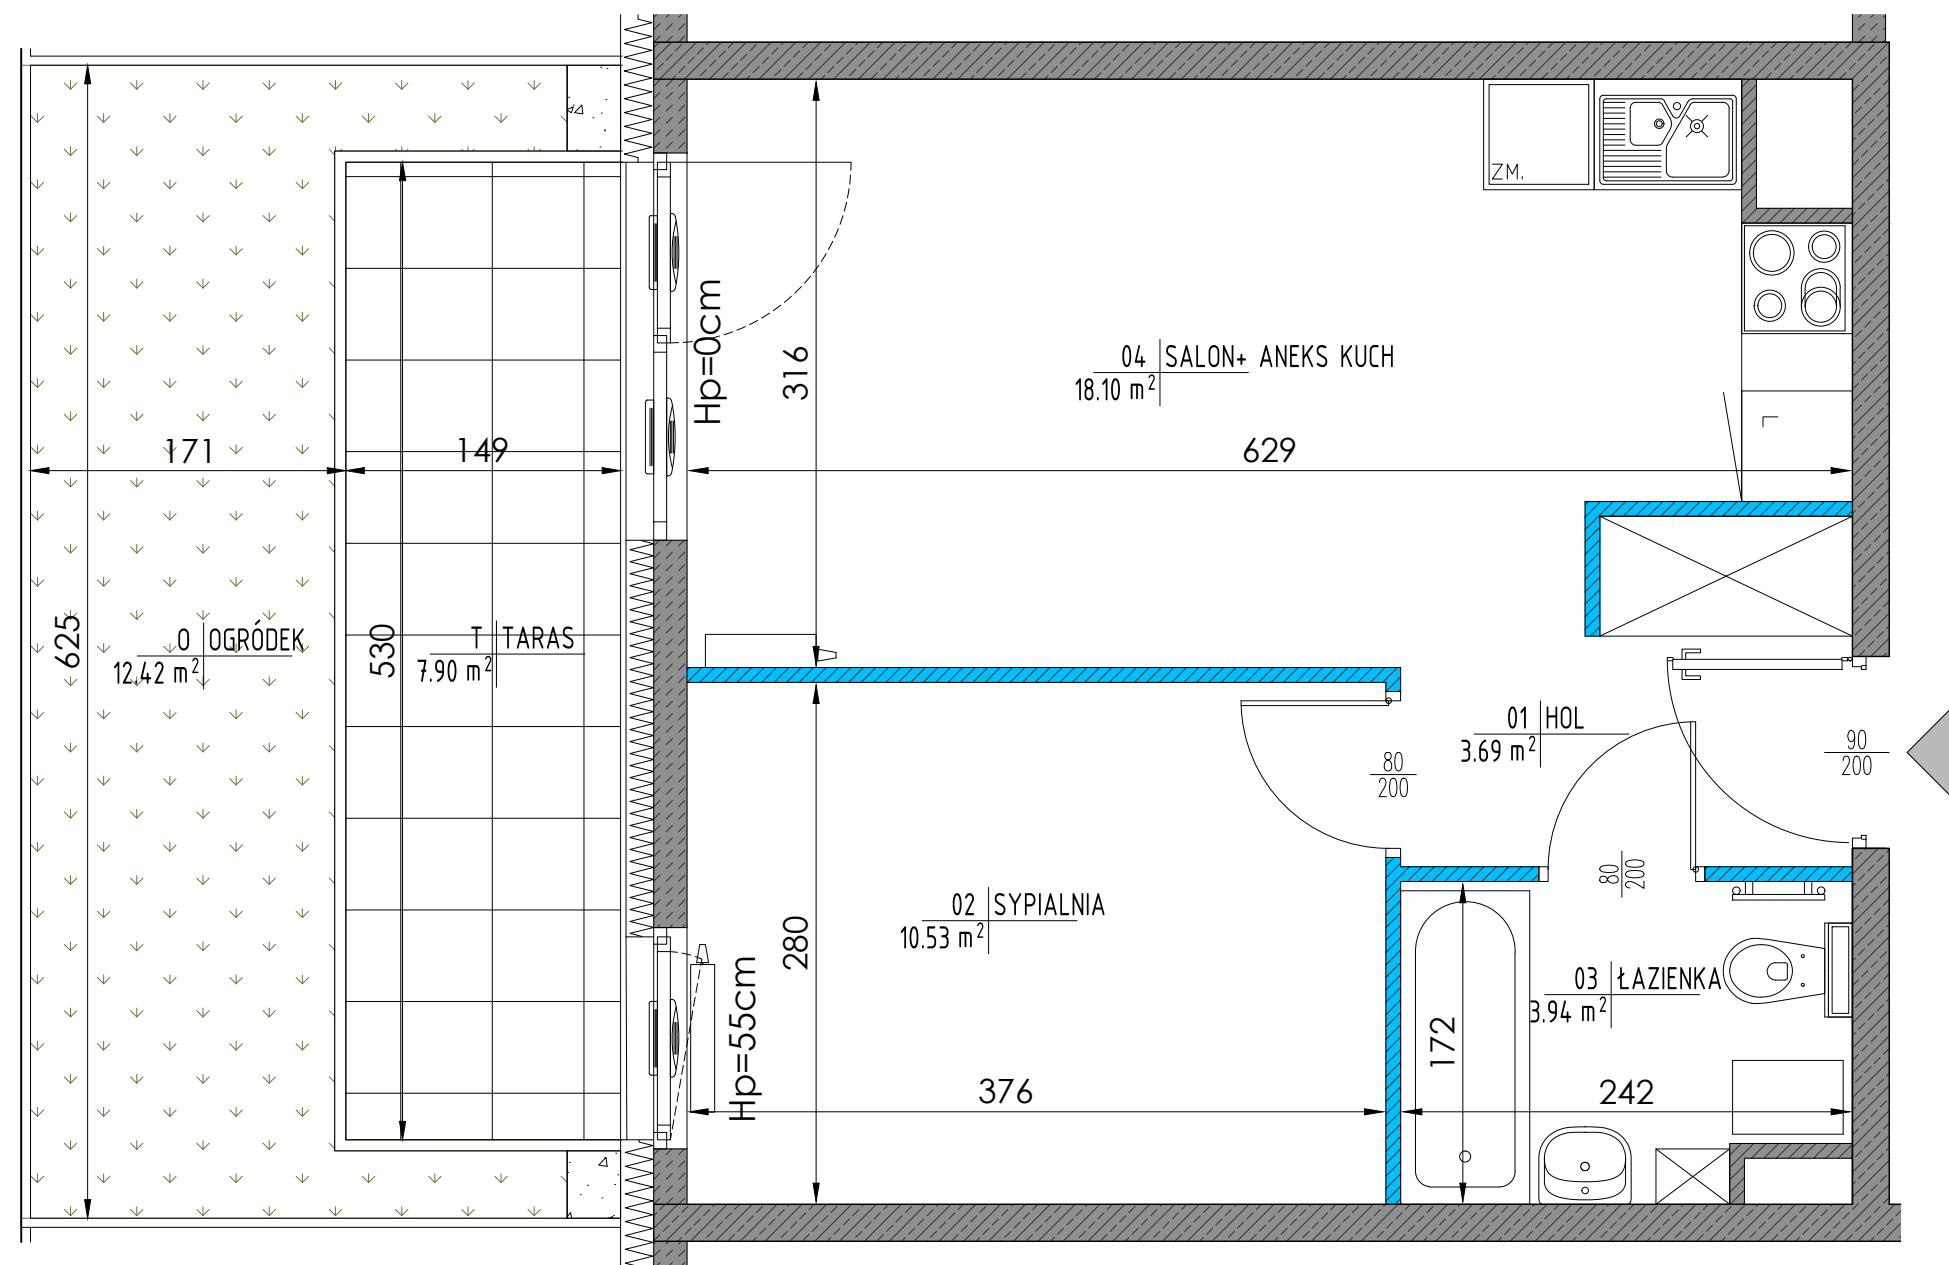 ZM.
Hp=0cm
316
04 SALON+ ANEKS KUCH
18.10 m²
171
149
629
L
625
O OGRÓDEK
12.42 m²
530
T TARAS
7.90 m²
01 HOL
3.69 m²
80
200
90
200
80
200
02 SYPIALNIA
10.53 m²
280
Hp=55cm
03 ŁAZIENKA
3.94 m²
172
376
242